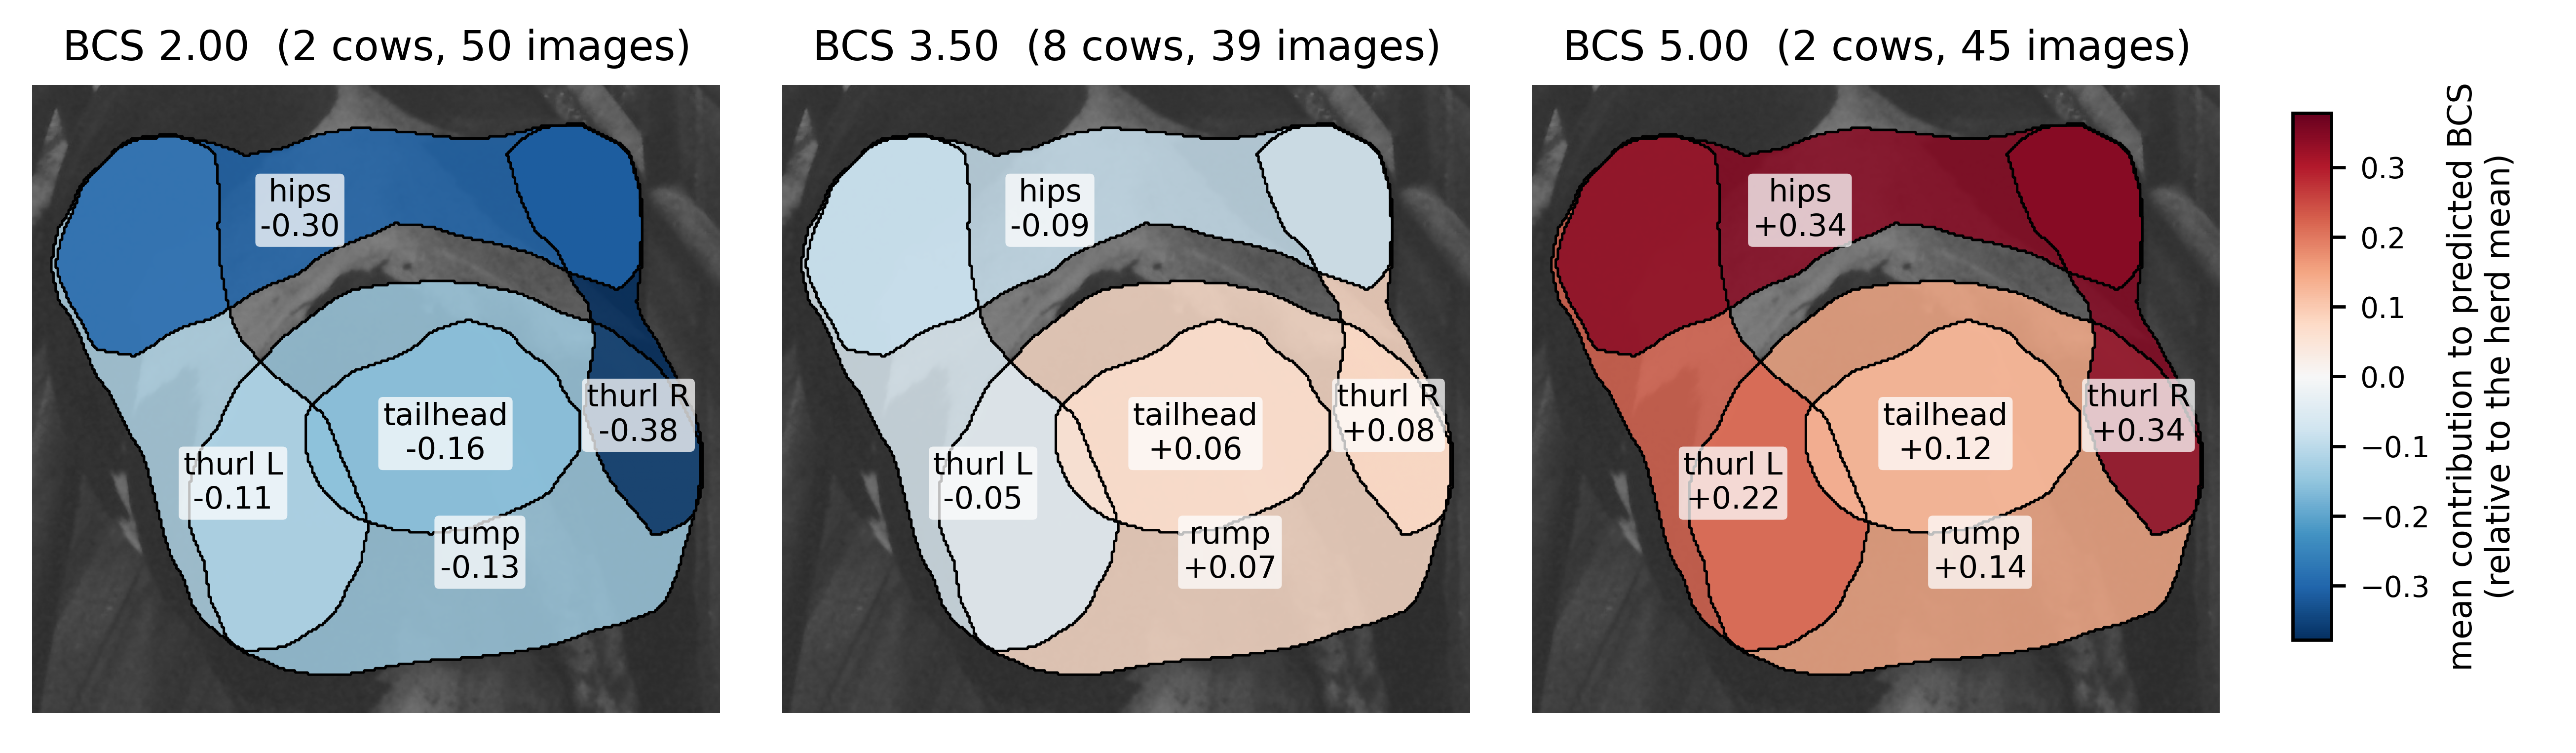 BCS 2.00  (2 cows, 50 images)
hips
-0.30
tailhead
-0.16
thurl R
-0.38
thurl L
-0.11
rump
-0.13
BCS 3.50  (8 cows, 39 images)
hips
-0.09
tailhead
+0.06
thurl R
+0.08
thurl L
-0.05
rump
+0.07
BCS 5.00  (2 cows, 45 images)
hips
+0.34
tailhead
+0.12
thurl R
+0.34
thurl L
+0.22
rump
+0.14
0.3
0.2
0.1
0.0
−0.1
−0.2
−0.3
mean contribution to predicted BCS
(relative to the herd mean)